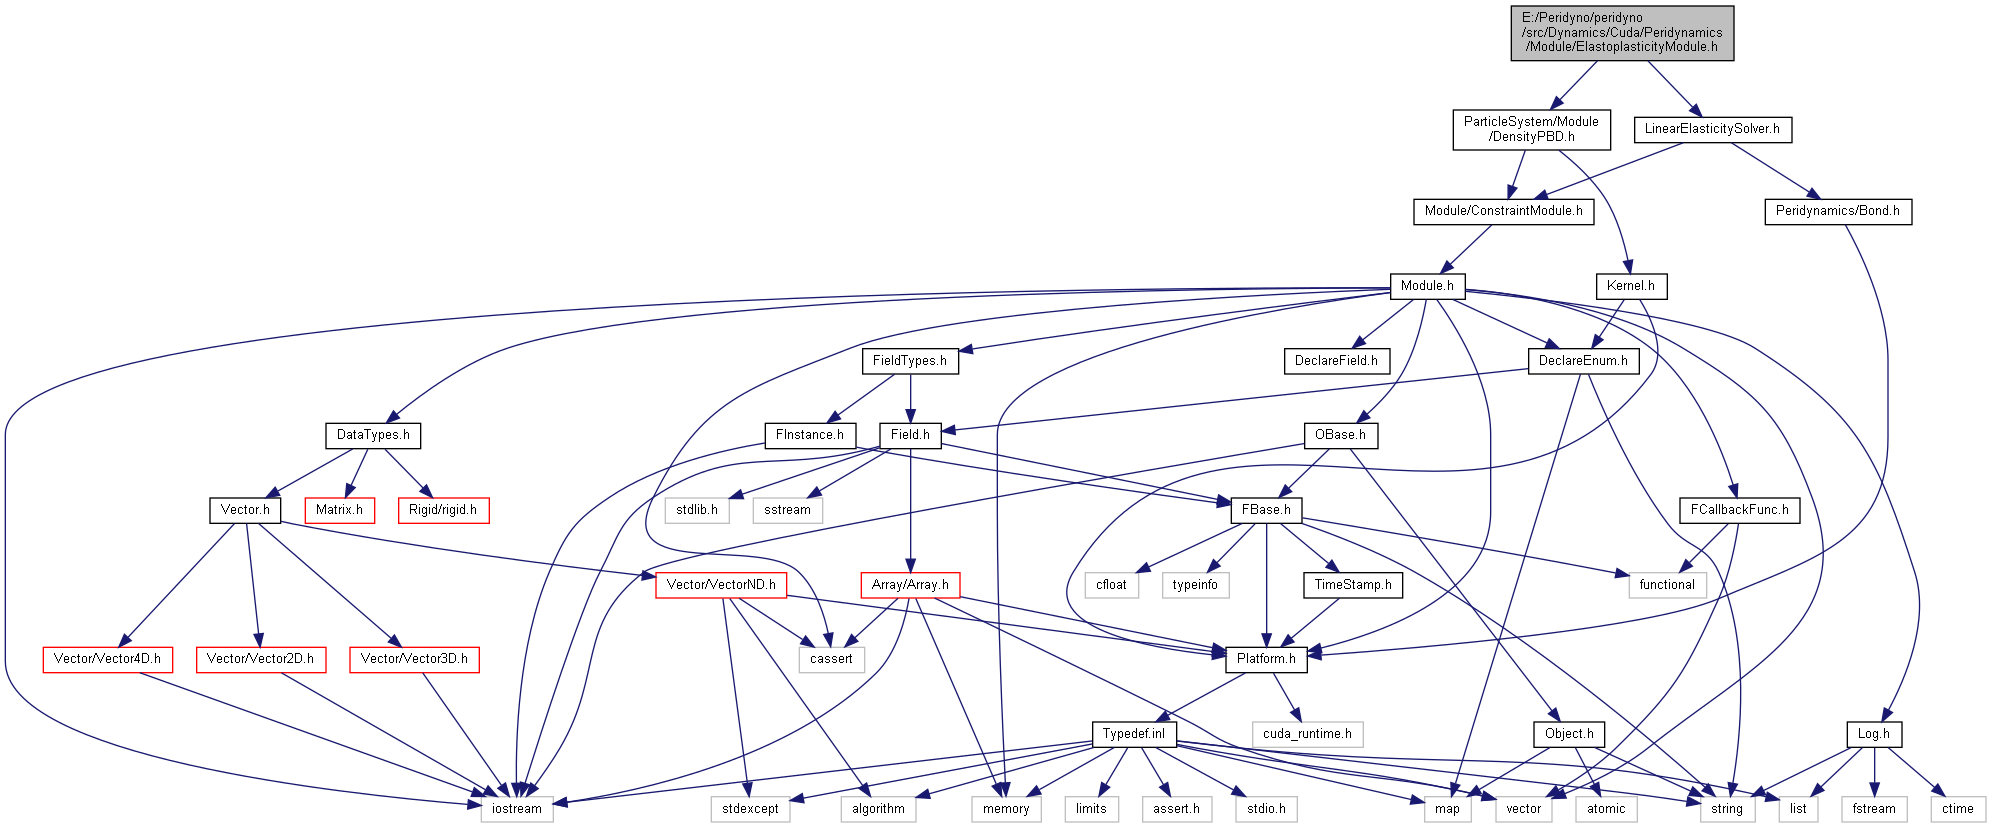 E:/Peridyno/peridyno
/src/Dynamics/Cuda/Peridynamics
/Module/ElastoplasticityModule.h
ParticleSystem/Module
/DensityPBD.h
LinearElasticitySolver.h
Module/ConstraintModule.h
Peridynamics/Bond.h
Module.h
Kernel.h
FieldTypes.h
DeclareField.h
DeclareEnum.h
DataTypes.h
FInstance.h
Field.h
OBase.h
Vector.h
Matrix.h
Rigid/rigid.h
stdlib.h
sstream
FBase.h
FCallbackFunc.h
Vector/VectorND.h
Array/Array.h
cfloat
typeinfo
TimeStamp.h
functional
Vector/Vector4D.h
Vector/Vector2D.h
Vector/Vector3D.h
cassert
Platform.h
Typedef.inl
cuda_runtime.h
Object.h
Log.h
iostream
stdexcept
algorithm
memory
limits
assert.h
stdio.h
map
vector
atomic
string
list
fstream
ctime